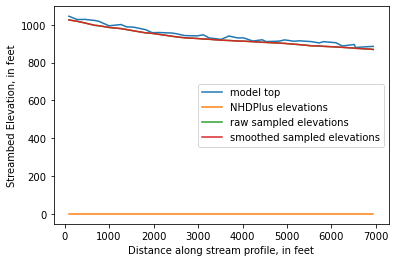 1000
800
600
400
200
0
Streambed Elevation, in feet
model top
NHDPlus elevations
raw sampled elevations
smoothed sampled elevations
0 1000 2000 3000 4000 5000 6000 7000
Distance along stream profile, in feet